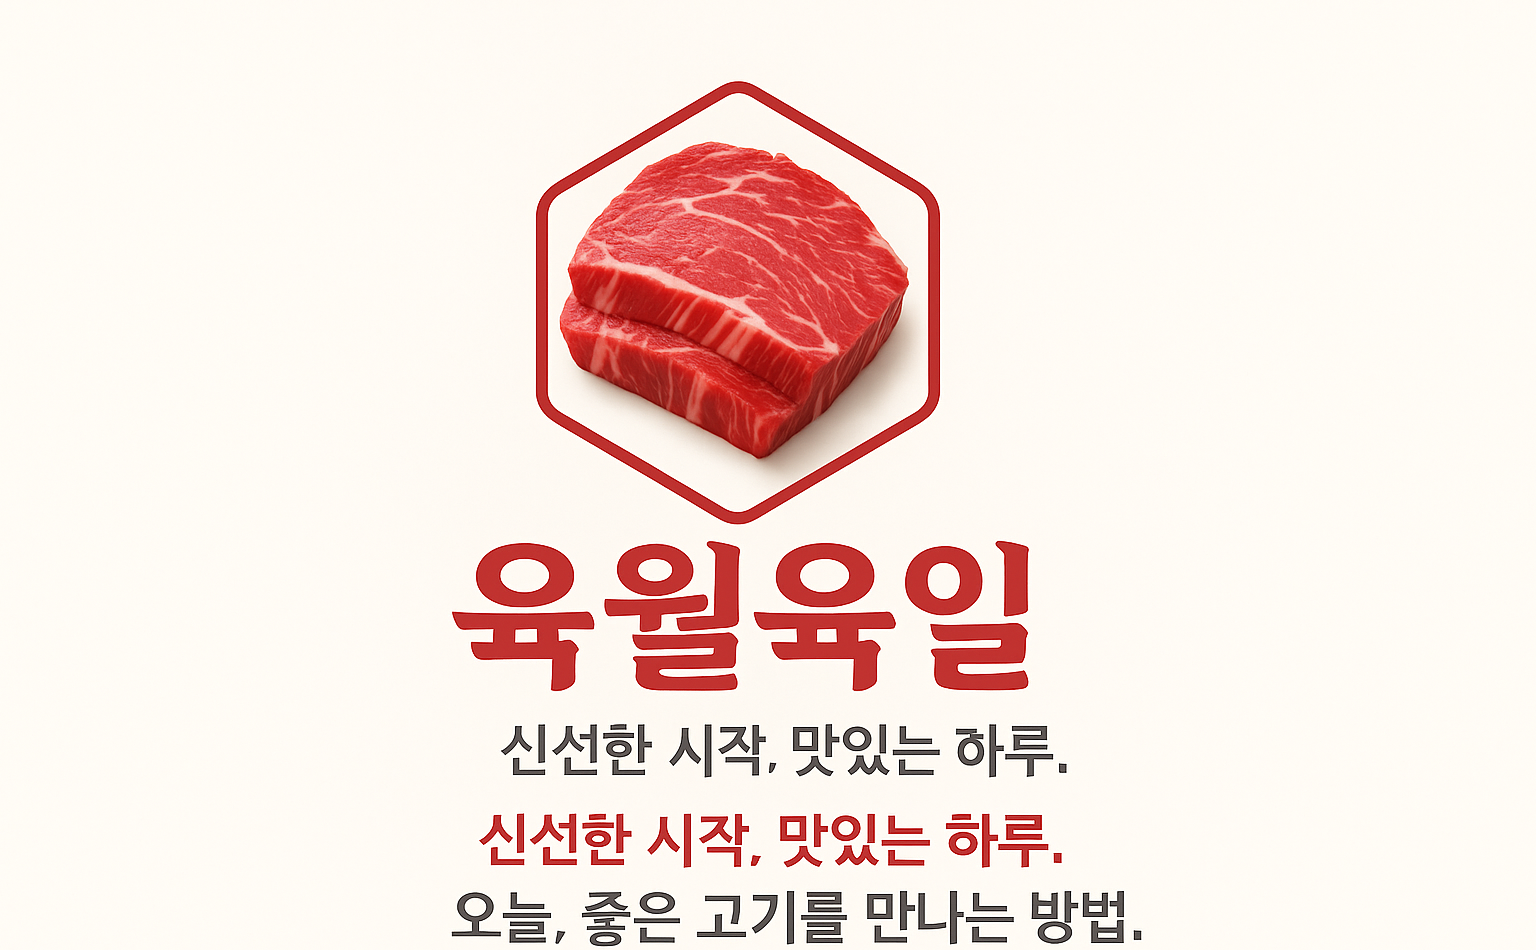 육월육일
신선한 시작, 맛있는 하루.
신선한 시작, 맛있는 하루.
오늘, 좋은 고기를 만나는 방법.